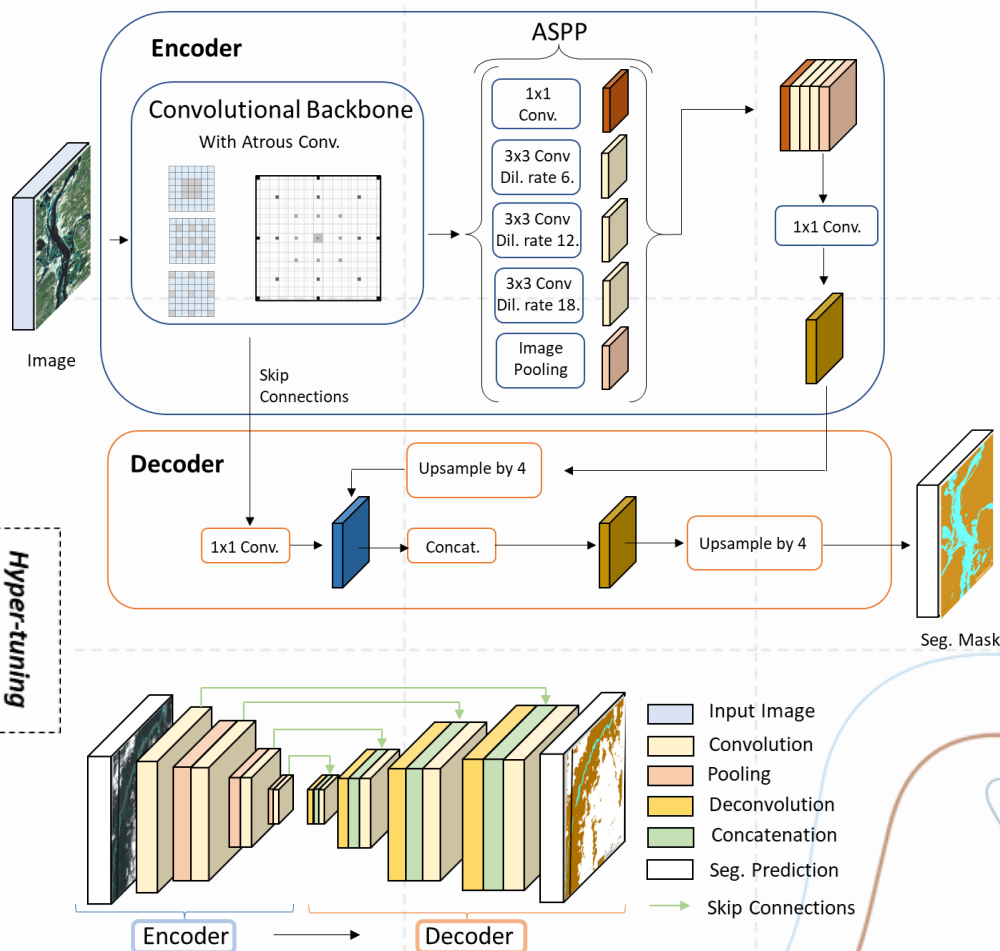 Encoder
ASPP
Convolutional Backbone
With Atrous Conv.
1x1
Conv.
3x3 Conv
Dil. rate 6.
3x3 Conv
Dil. rate 12.
3x3 Conv
Dil. rate 18.
Image
Pooling
1x1 Conv.
Image
Skip
Connections
Decoder
Upsample by 4
1x1 Conv.
Concat.
Upsample by 4
Seg. Mask
Hyper-tuning
Input Image
Convolution
Pooling
Deconvolution
Concatenation
Seg. Prediction
Skip Connections
Encoder
Decoder